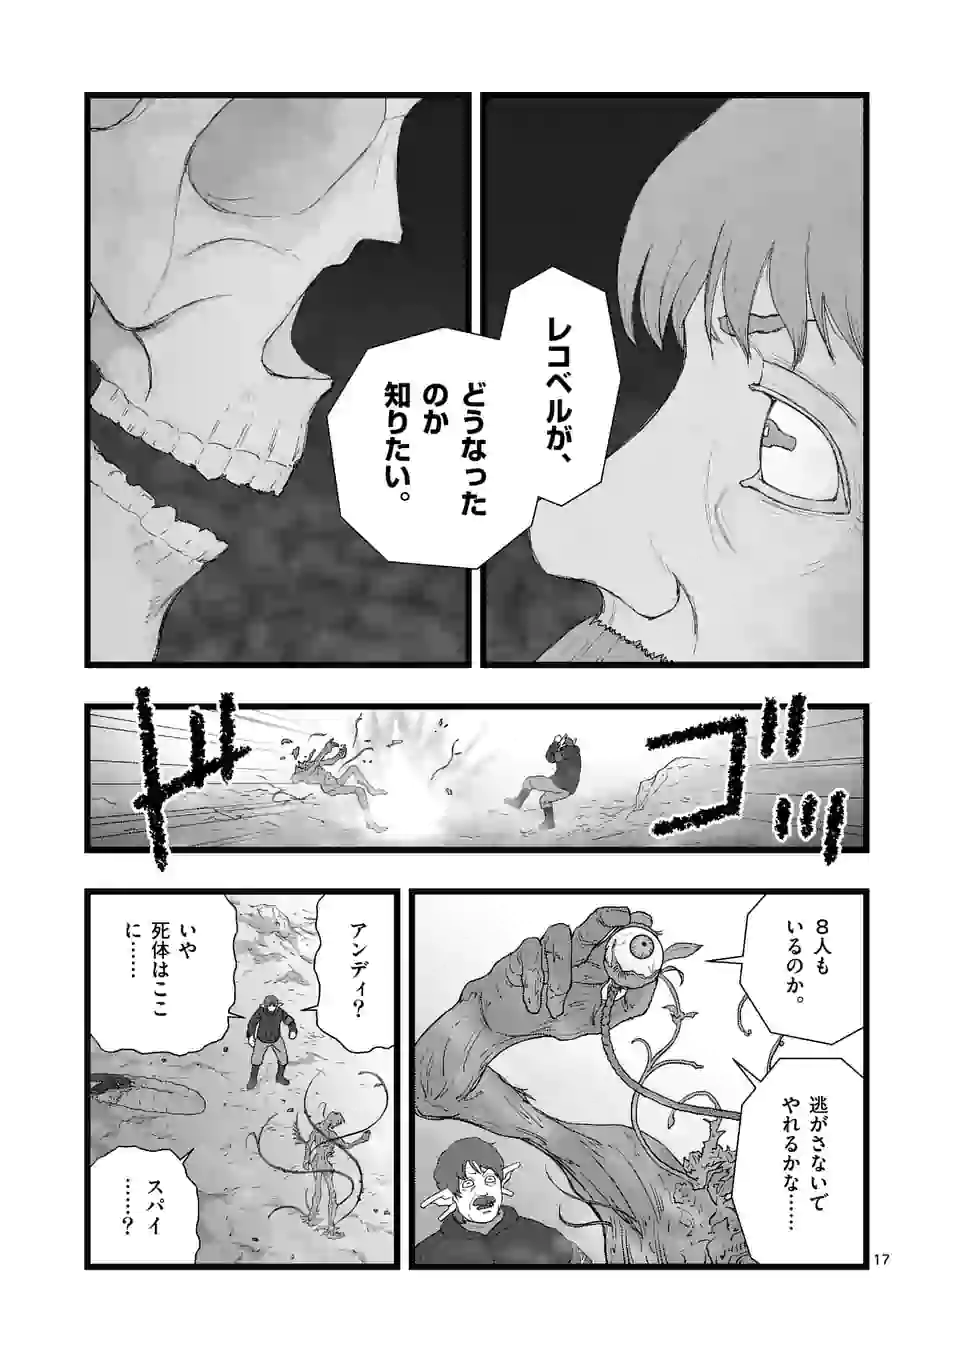 レコベルが、
どうなった
のか
知りたい。
ドゴッ
8人も
いるのか。
逃がさないで
やれるかな……
アンディ?
いや
死体はここ
に……
スパイ
……?
17